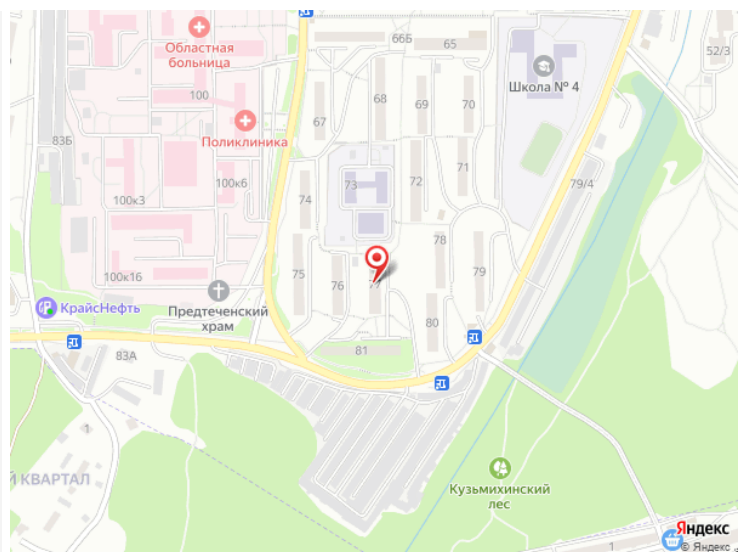 66Б
65
52/3
Областная
больница
100
68
69
70
Школа № 4
67
83Б
Поликлиника
71
72
73
100к6
79/4
74
100к3
78
75
76
77
79
100к16
Предтеченский
храм
КрайсНефть
80
83А
81
1
Й КВАРТАЛ
Кузьмихинский
лес
1
Яндекс
© Яндекс